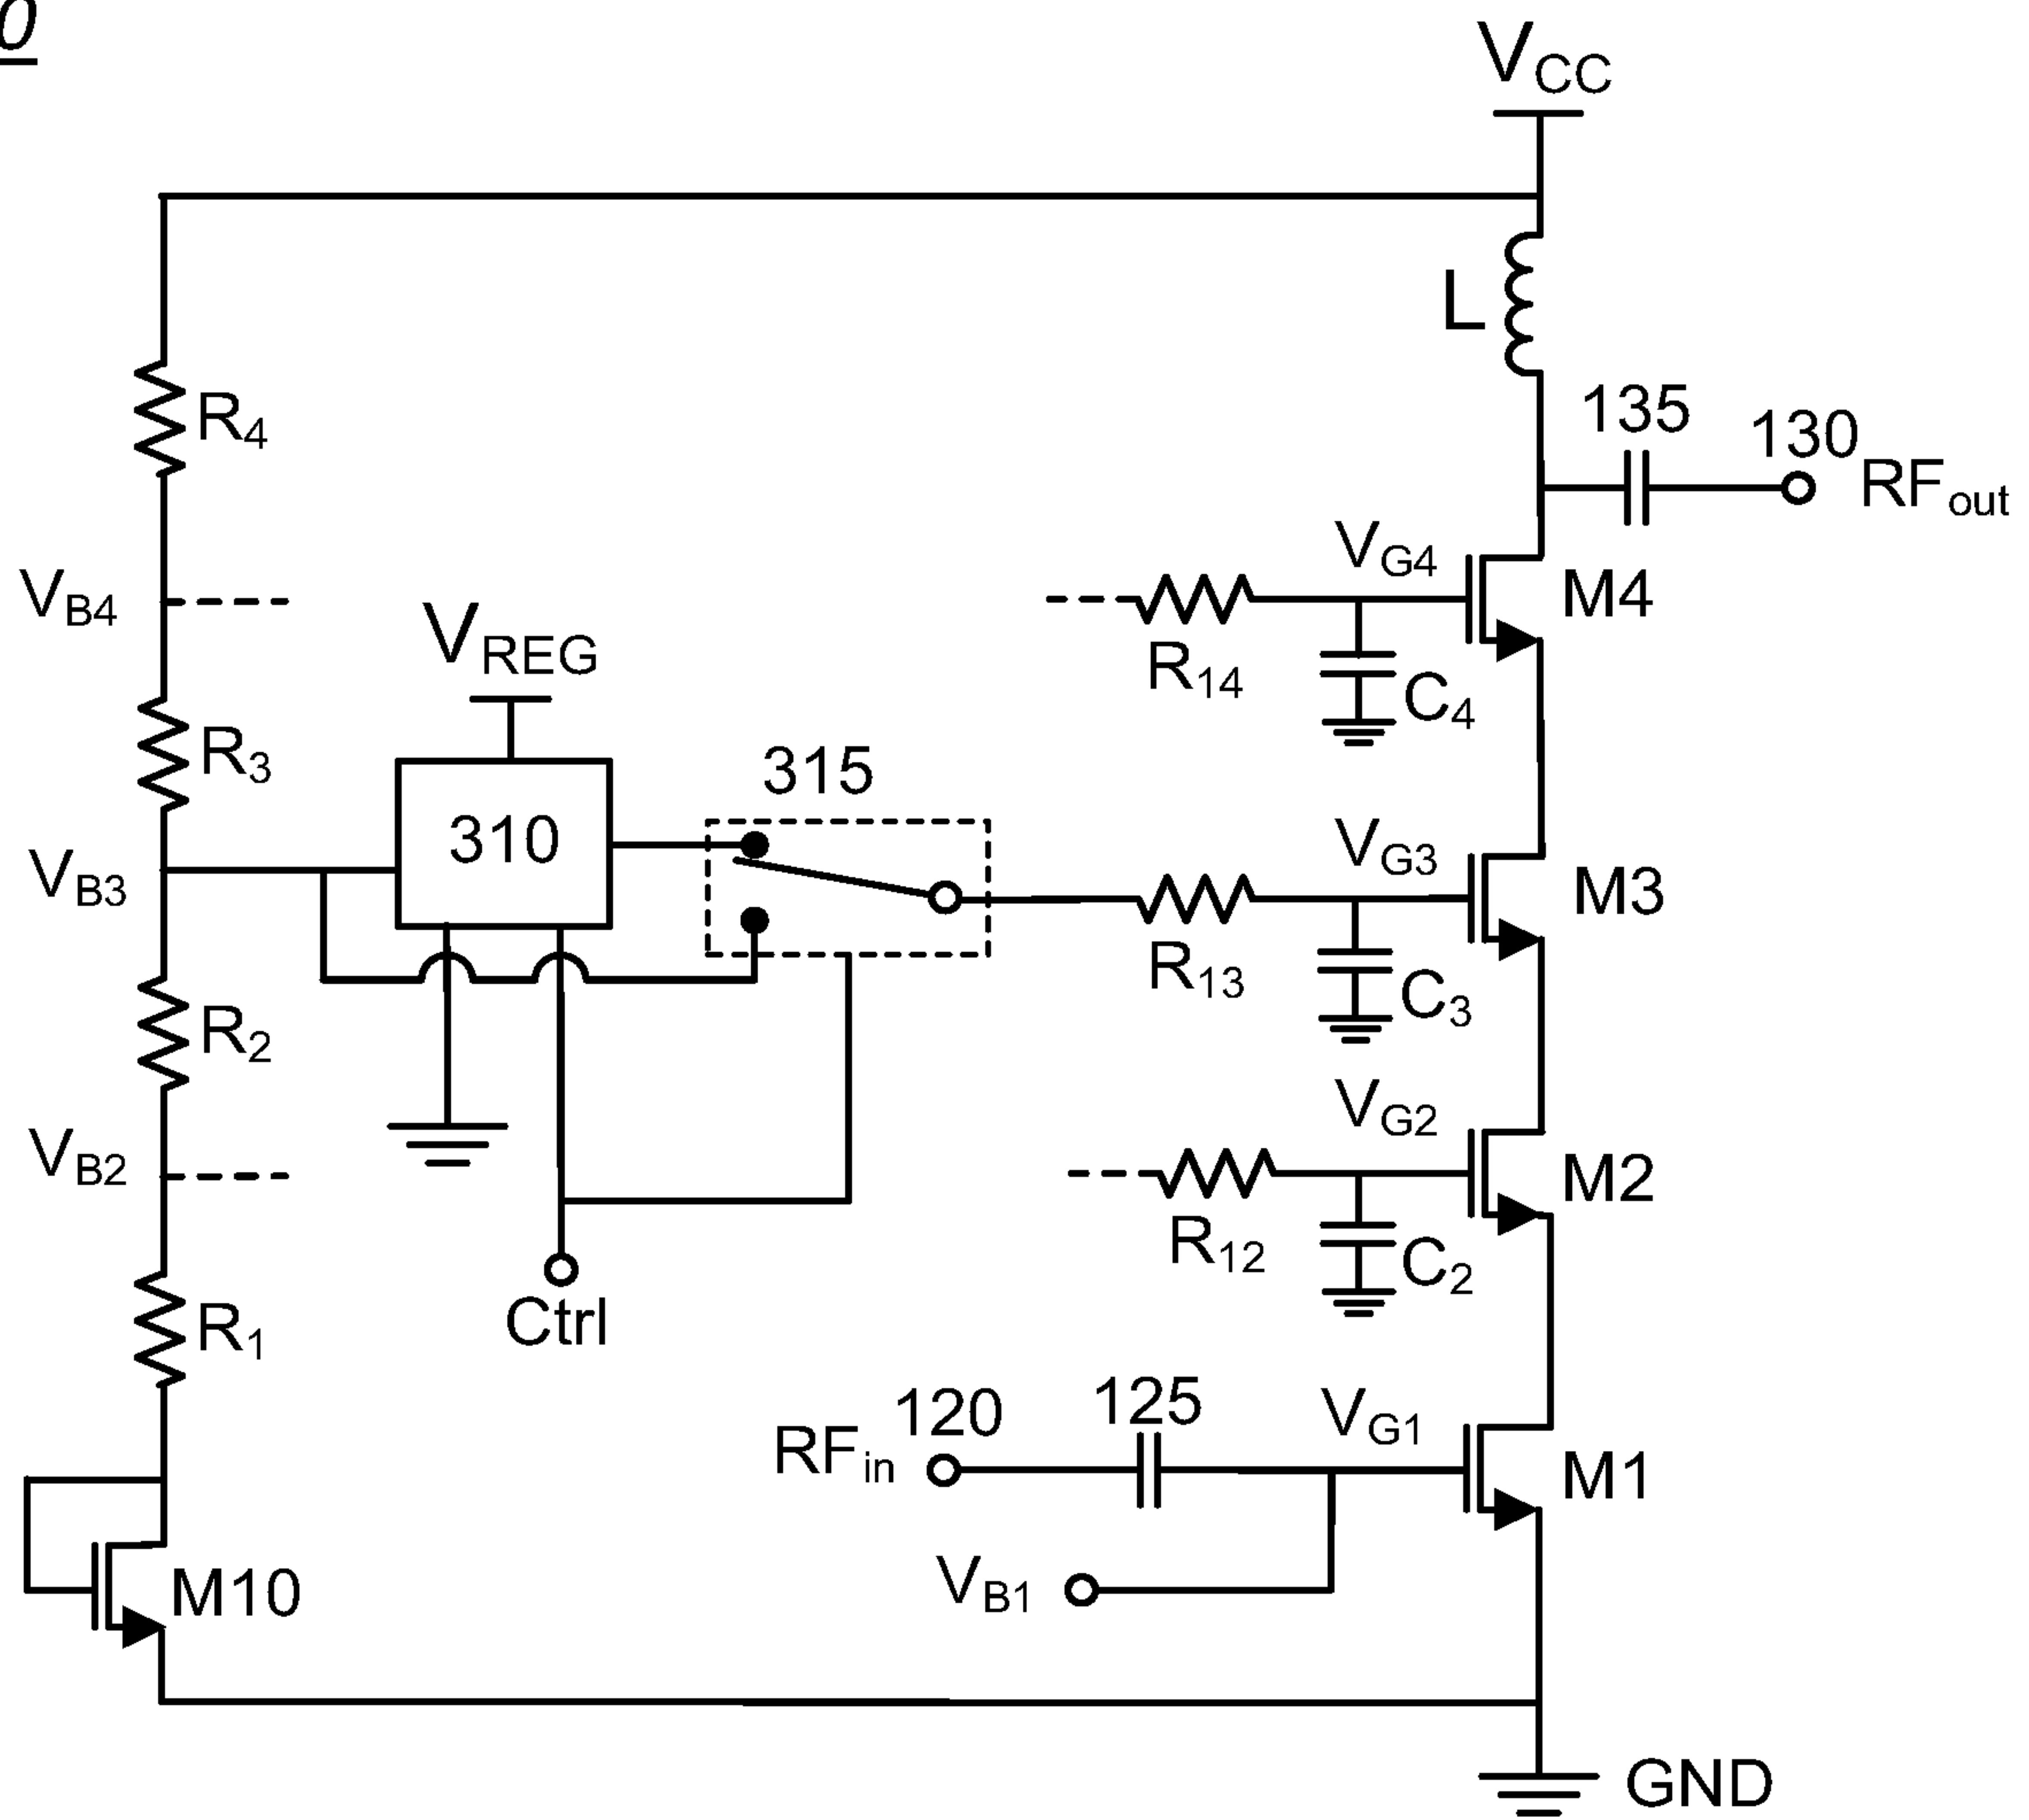 0
VCC
L
135
130
RFout
R4
VG4
M4
VB4
R14
C4
VREG
R3
315
310
VG3
M3
VB3
R13
C3
R2
VG2
M2
VB2
R12
C2
Ctrl
R1
RFin
120
125
VG1
M1
VB1
M10
GND